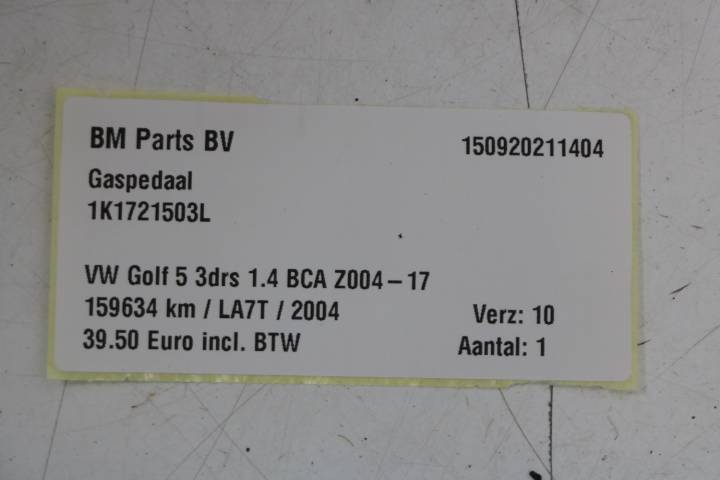 BM Parts BV 150920211404
Gaspedaal
1K1721503L
VW Golf 5 3drs 1.4 BCA Z004-17
159634 km / LA7T / 2004 Verz: 10
39.50 Euro incl. BTW Aantal: 1